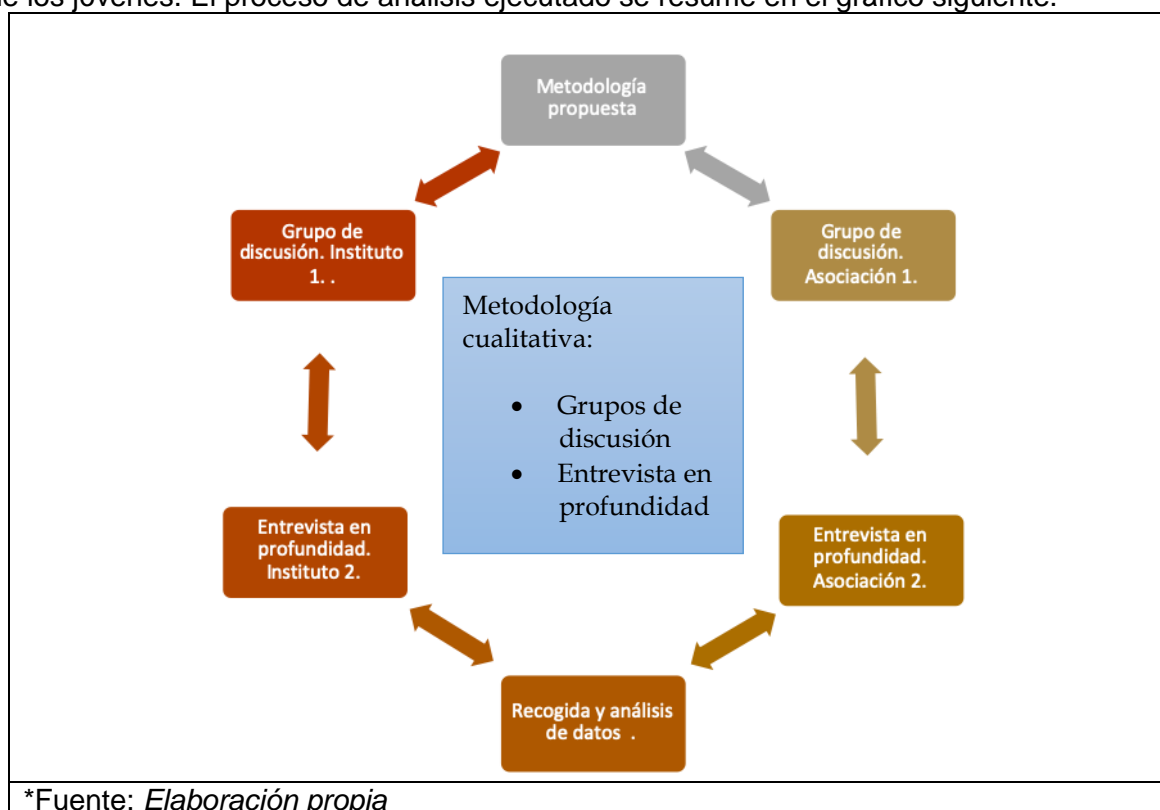 de los jóvenes. El proceso de análisis ejecutado se resume en el gráfico siguiente.
Metodología
propuesta
Grupo de
discusión. Instituto
1. .
Grupo de
discusión.
Asociación 1.
Metodología
cualitativa:
• Grupos de
discusión
• Entrevista en
profundidad
Entrevista en
profundidad.
Instituto 2.
Entrevista en
profundidad.
Asociación 2.
Recogida y análisis
de datos .
*Fuente: Elaboración propia